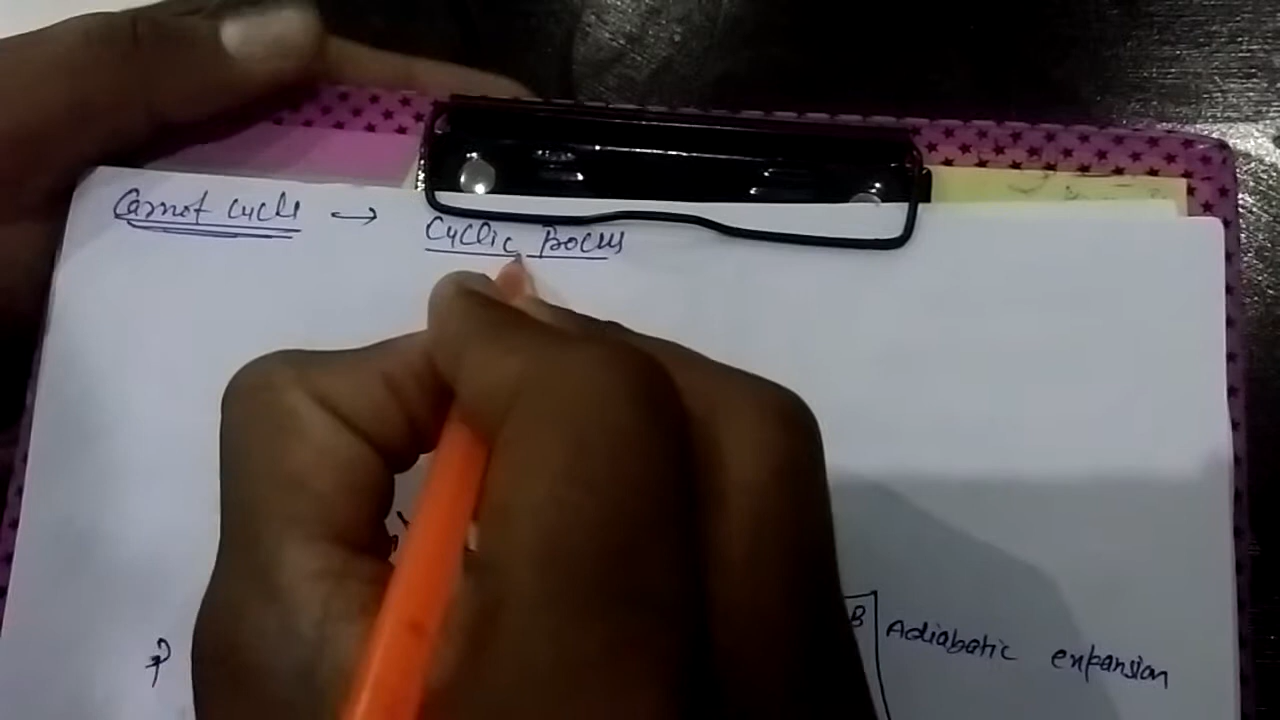 Carnot cycle →
Cyclic Process
B
Adiabatic expansion
P